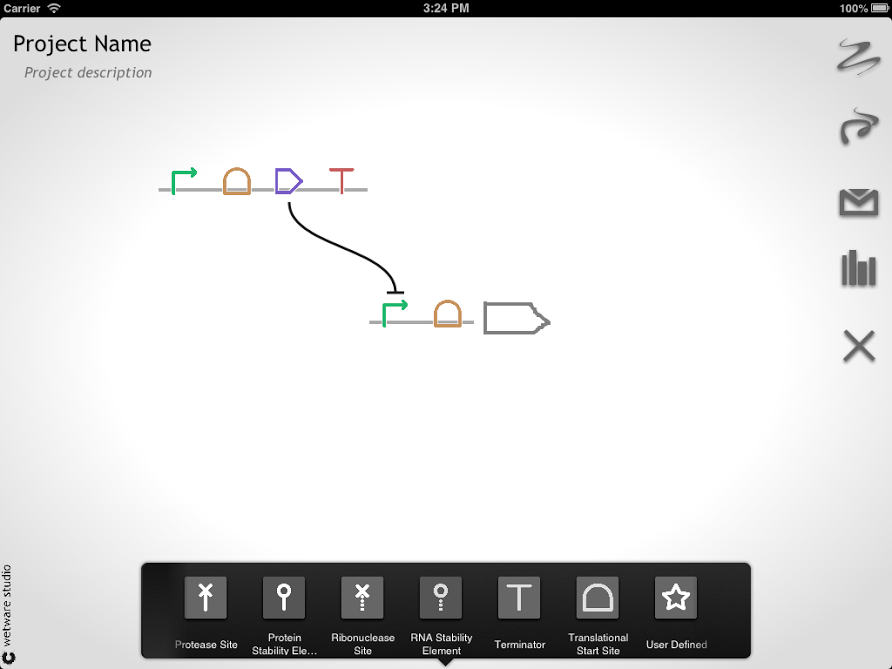 Carrier 3:24 PM 100%
Project Name
Project description
wetware studio
Protease Site
Protein
Stability Ele...
Ribonuclease
Site
RNA Stability
Element
Terminator
Translational
Start Site
User Defined